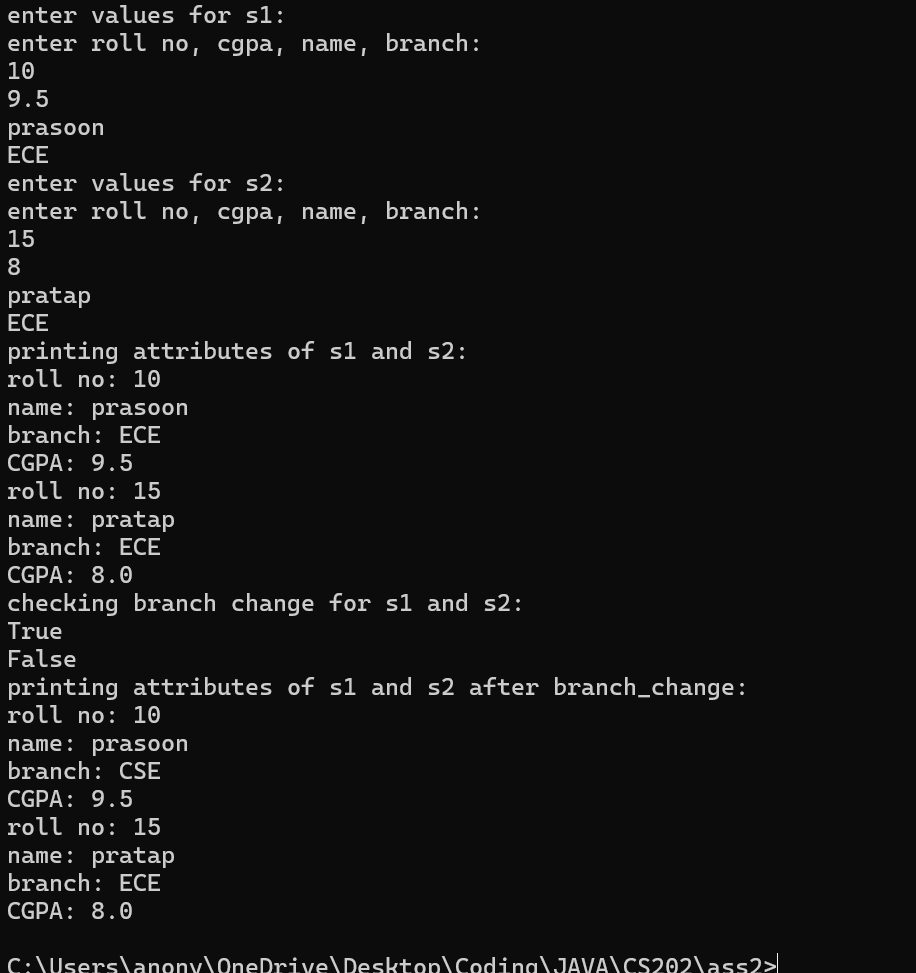 enter values for s1:
enter roll no, cgpa, name, branch:
10
9.5
prasoon
ECE
enter values for s2:
enter roll no, cgpa, name, branch:
15
8
pratap
ECE
printing attributes of s1 and s2:
roll no: 10
name: prasoon
branch: ECE
CGPA: 9.5
roll no: 15
name: pratap
branch: ECE
CGPA: 8.0
checking branch change for s1 and s2:
True
False
printing attributes of s1 and s2 after branch_change:
roll no: 10
name: prasoon
branch: CSE
CGPA: 9.5
roll no: 15
name: pratap
branch: ECE
CGPA: 8.0
C:\Users\anony\OneDrive\Desktop\Coding\JAVA\CS202\ass2>